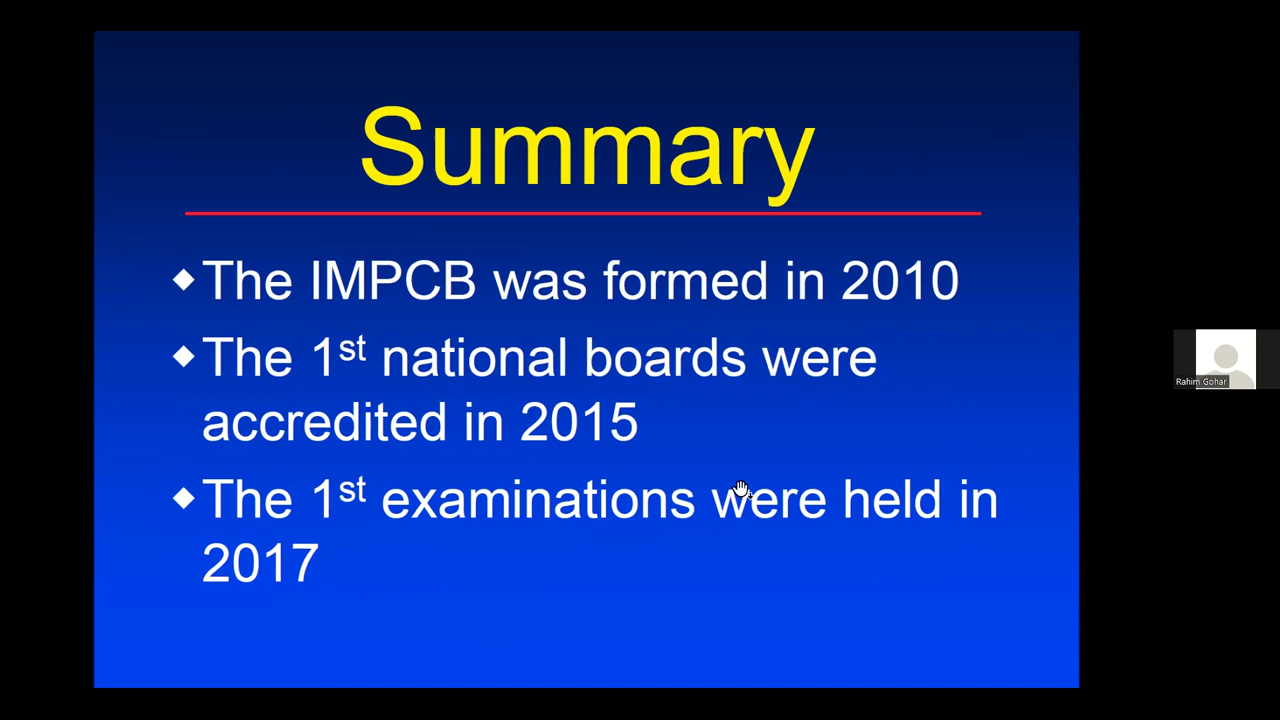 Summary
◆The IMPCB was formed in 2010
◆The 1st national boards were
accredited in 2015
◆The 1st examinations were held in
2017
Rahim Gohar